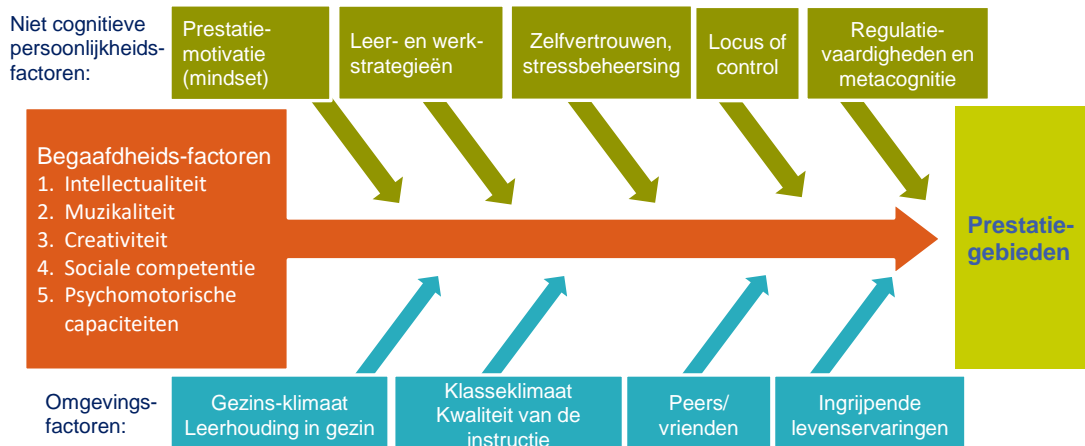 Niet cognitieve
persoonlijkheids-
factoren:
Prestatie-
motivatie
(mindset)
Leer- en werk-
strategieën
Zelfvertrouwen,
stressbeheersing
Locus of
control
Regulatie-
vaardigheden en
metacognitie
Begaafdheids-factoren
1. Intellectualiteit
2. Muzikaliteit
3. Creativiteit
4. Sociale competentie
5. Psychomotorische
capaciteiten
Prestatie-
gebieden
Omgevings-
factoren:
Gezins-klimaat
Leerhouding in gezin
Klasseklimaat
Kwaliteit van de
instructie
Peers/
vrienden
Ingrijpende
levenservaringen